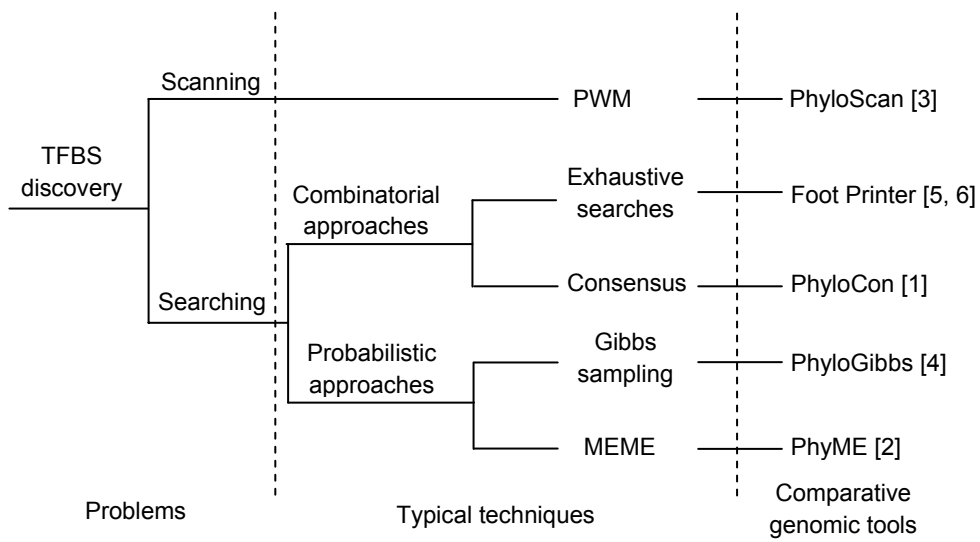 Scanning
PWM
PhyloScan [3]
TFBS
discovery
Combinatorial
approaches
Exhaustive
searches
Foot Printer [5, 6]
Searching
Consensus
PhyloCon [1]
Probabilistic
approaches
Gibbs
sampling
PhyloGibbs [4]
MEME
PhyME [2]
Problems
Typical techniques
Comparative
genomic tools